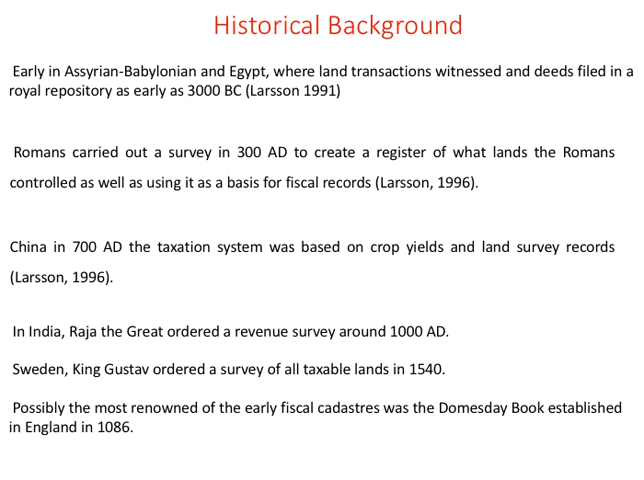 Historical Background
Early in Assyrian-Babylonian and Egypt, where land transactions witnessed and deeds filed in a
royal repository as early as 3000 BC (Larsson 1991)
Romans carried out a survey in 300 AD to create a register of what lands the Romans
controlled as well as using it as a basis for fiscal records (Larsson, 1996).
China in 700 AD the taxation system was based on crop yields and land survey records
(Larsson, 1996).
In India, Raja the Great ordered a revenue survey around 1000 AD.
Sweden, King Gustav ordered a survey of all taxable lands in 1540.
Possibly the most renowned of the early fiscal cadastres was the Domesday Book established
in England in 1086.